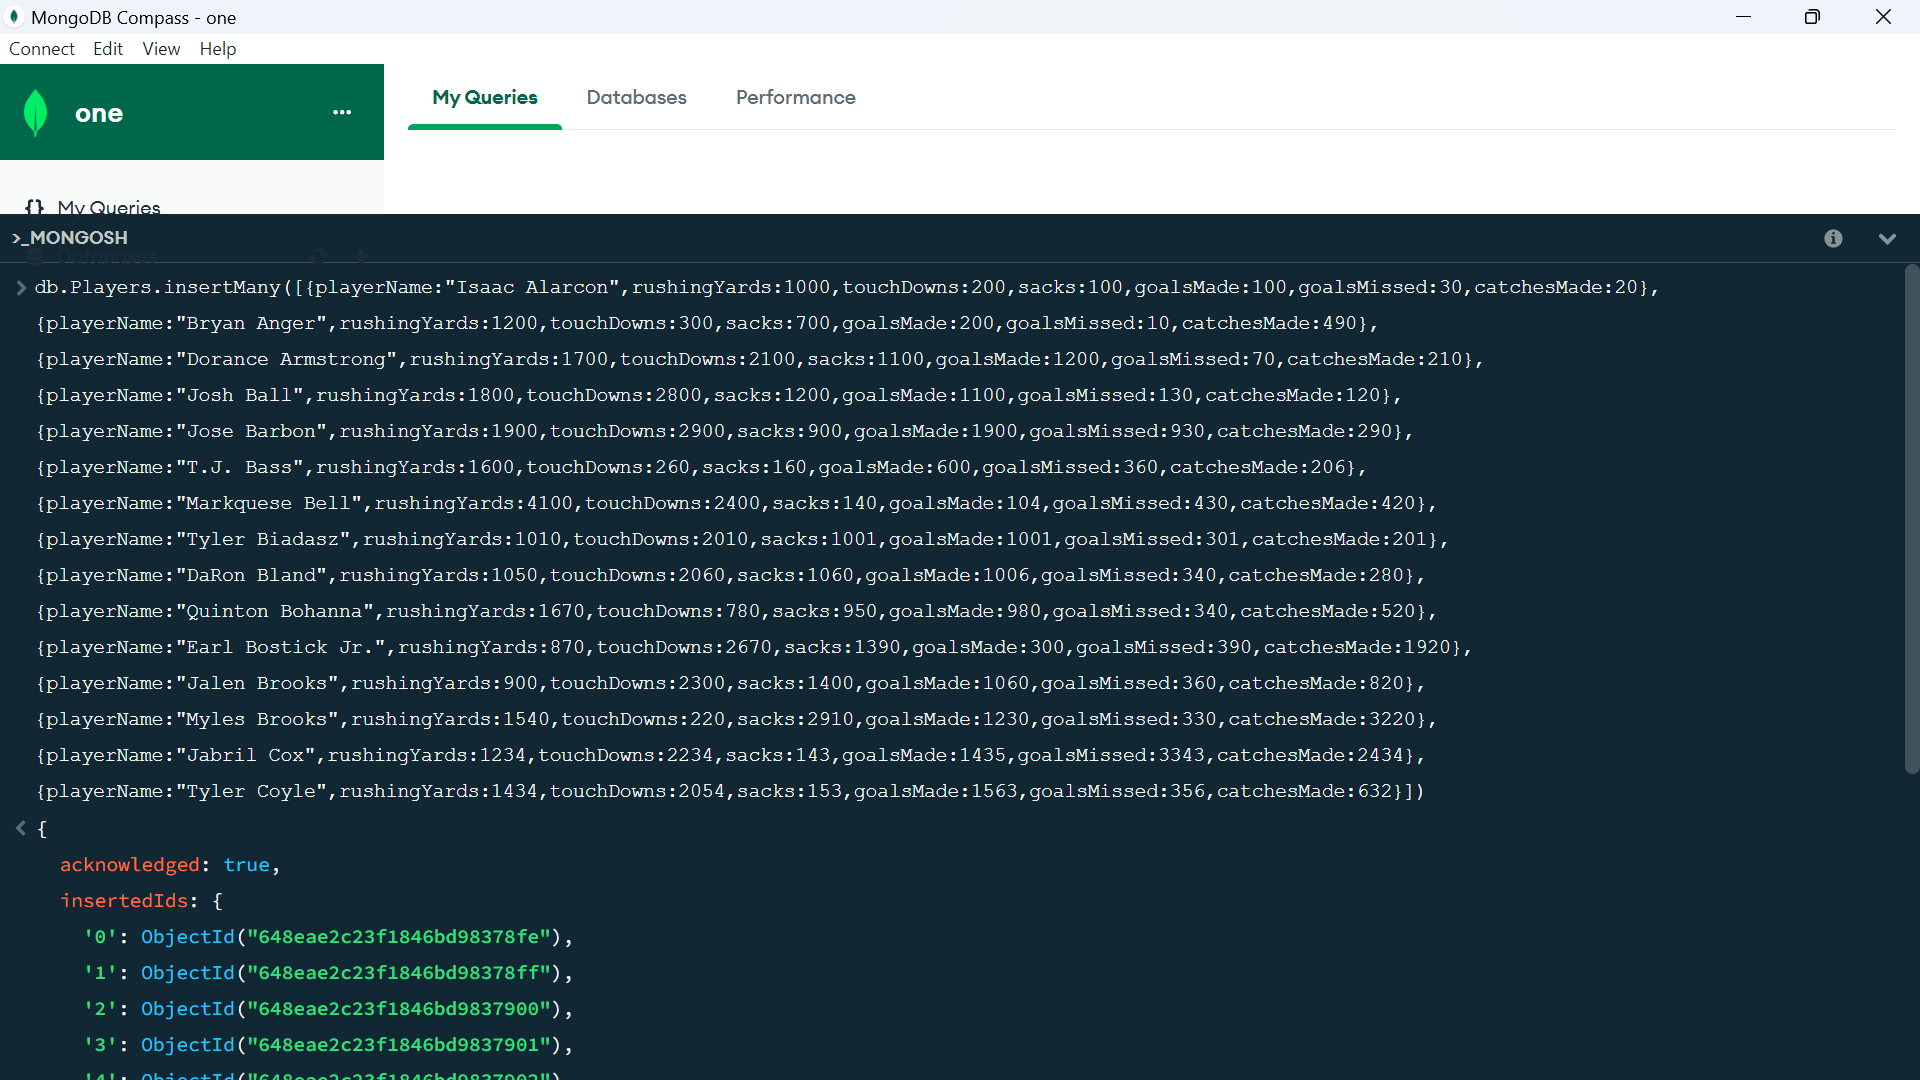 MongoDB Compass - one
Connect Edit View Help
one
My Queries Databases Performance
{} My Queries
>_MONGOSH
Databases
db.Players.insertMany([{playerName:"Isaac Alarcon",rushingYards:1000,touchDowns:200,sacks:100,goalsMade:100,goalsMissed:30,catchesMade:20},
{playerName:"Bryan Anger",rushingYards:1200,touchDowns:300,sacks:700,goalsMade:200,goalsMissed:10,catchesMade:490},
{playerName:"Dorance Armstrong",rushingYards:1700,touchDowns:2100,sacks:1100,goalsMade:1200,goalsMissed:70,catchesMade:210},
{playerName:"Josh Ball",rushingYards:1800,touchDowns:2800,sacks:1200,goalsMade:1100,goalsMissed:130,catchesMade:120},
{playerName:"Jose Barbon",rushingYards:1900,touchDowns:2900,sacks:900,goalsMade:1900,goalsMissed:930,catchesMade:290},
{playerName:"T.J. Bass",rushingYards:1600,touchDowns:260,sacks:160,goalsMade:600,goalsMissed:360,catchesMade:206},
{playerName:"Markquese Bell",rushingYards:4100,touchDowns:2400,sacks:140,goalsMade:104,goalsMissed:430,catchesMade:420},
{playerName:"Tyler Biadasz",rushingYards:1010,touchDowns:2010,sacks:1001,goalsMade:1001,goalsMissed:301,catchesMade:201},
{playerName:"DaRon Bland",rushingYards:1050,touchDowns:2060,sacks:1060,goalsMade:1006,goalsMissed:340,catchesMade:280},
{playerName:"Quinton Bohanna",rushingYards:1670,touchDowns:780,sacks:950,goalsMade:980,goalsMissed:340,catchesMade:520},
{playerName:"Earl Bostick Jr.",rushingYards:870,touchDowns:2670,sacks:1390,goalsMade:300,goalsMissed:390,catchesMade:1920},
{playerName:"Jalen Brooks",rushingYards:900,touchDowns:2300,sacks:1400,goalsMade:1060,goalsMissed:360,catchesMade:820},
{playerName:"Myles Brooks",rushingYards:1540,touchDowns:220,sacks:2910,goalsMade:1230,goalsMissed:330,catchesMade:3220},
{playerName:"Jabril Cox",rushingYards:1234,touchDowns:2234,sacks:143,goalsMade:1435,goalsMissed:3343,catchesMade:2434},
{playerName:"Tyler Coyle",rushingYards:1434,touchDowns:2054,sacks:153,goalsMade:1563,goalsMissed:356,catchesMade:632}])
{
acknowledged: true,
insertedIds: {
'0': ObjectId("648eae2c23f1846bd98378fe"),
'1': ObjectId("648eae2c23f1846bd98378ff"),
'2': ObjectId("648eae2c23f1846bd9837900"),
'3': ObjectId("648eae2c23f1846bd9837901"),
'4': ObjectId("648eae2c23f1846bd9837902"),